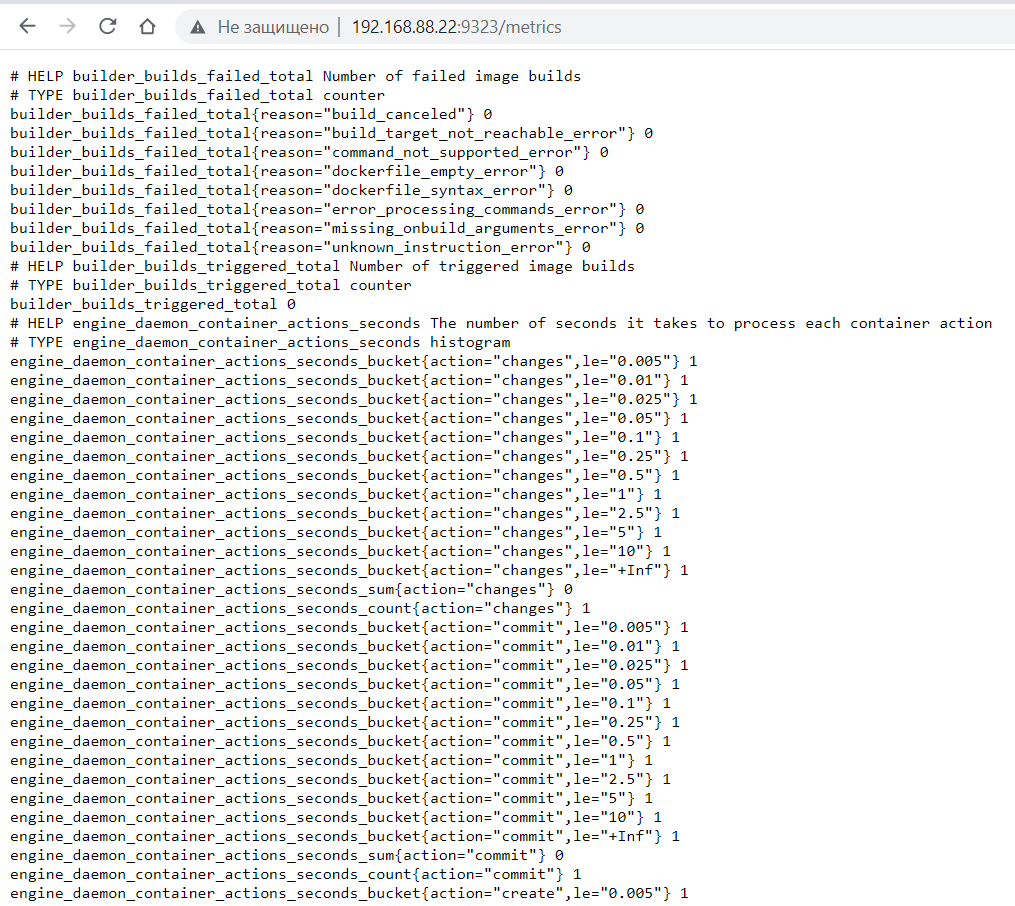 Не защищено | 192.168.88.22:9323/metrics
# HELP builder_builds_failed_total Number of failed image builds
# TYPE builder_builds_failed_total counter
builder_builds_failed_total{reason="build_canceled"} 0
builder_builds_failed_total{reason="build_target_not_reachable_error"} 0
builder_builds_failed_total{reason="command_not_supported_error"} 0
builder_builds_failed_total{reason="dockerfile_empty_error"} 0
builder_builds_failed_total{reason="dockerfile_syntax_error"} 0
builder_builds_failed_total{reason="error_processing_commands_error"} 0
builder_builds_failed_total{reason="missing_onbuild_arguments_error"} 0
builder_builds_failed_total{reason="unknown_instruction_error"} 0
# HELP builder_builds_triggered_total Number of triggered image builds
# TYPE builder_builds_triggered_total counter
builder_builds_triggered_total 0
# HELP engine_daemon_container_actions_seconds The number of seconds it takes to process each container action
# TYPE engine_daemon_container_actions_seconds histogram
engine_daemon_container_actions_seconds_bucket{action="changes",le="0.005"} 1
engine_daemon_container_actions_seconds_bucket{action="changes",le="0.01"} 1
engine_daemon_container_actions_seconds_bucket{action="changes",le="0.025"} 1
engine_daemon_container_actions_seconds_bucket{action="changes",le="0.05"} 1
engine_daemon_container_actions_seconds_bucket{action="changes",le="0.1"} 1
engine_daemon_container_actions_seconds_bucket{action="changes",le="0.25"} 1
engine_daemon_container_actions_seconds_bucket{action="changes",le="0.5"} 1
engine_daemon_container_actions_seconds_bucket{action="changes",le="1"} 1
engine_daemon_container_actions_seconds_bucket{action="changes",le="2.5"} 1
engine_daemon_container_actions_seconds_bucket{action="changes",le="5"} 1
engine_daemon_container_actions_seconds_bucket{action="changes",le="10"} 1
engine_daemon_container_actions_seconds_bucket{action="changes",le="+Inf"} 1
engine_daemon_container_actions_seconds_sum{action="changes"} 0
engine_daemon_container_actions_seconds_count{action="changes"} 1
engine_daemon_container_actions_seconds_bucket{action="commit",le="0.005"} 1
engine_daemon_container_actions_seconds_bucket{action="commit",le="0.01"} 1
engine_daemon_container_actions_seconds_bucket{action="commit",le="0.025"} 1
engine_daemon_container_actions_seconds_bucket{action="commit",le="0.05"} 1
engine_daemon_container_actions_seconds_bucket{action="commit",le="0.1"} 1
engine_daemon_container_actions_seconds_bucket{action="commit",le="0.25"} 1
engine_daemon_container_actions_seconds_bucket{action="commit",le="0.5"} 1
engine_daemon_container_actions_seconds_bucket{action="commit",le="1"} 1
engine_daemon_container_actions_seconds_bucket{action="commit",le="2.5"} 1
engine_daemon_container_actions_seconds_bucket{action="commit",le="5"} 1
engine_daemon_container_actions_seconds_bucket{action="commit",le="10"} 1
engine_daemon_container_actions_seconds_bucket{action="commit",le="+Inf"} 1
engine_daemon_container_actions_seconds_sum{action="commit"} 0
engine_daemon_container_actions_seconds_count{action="commit"} 1
engine_daemon_container_actions_seconds_bucket{action="create",le="0.005"} 1